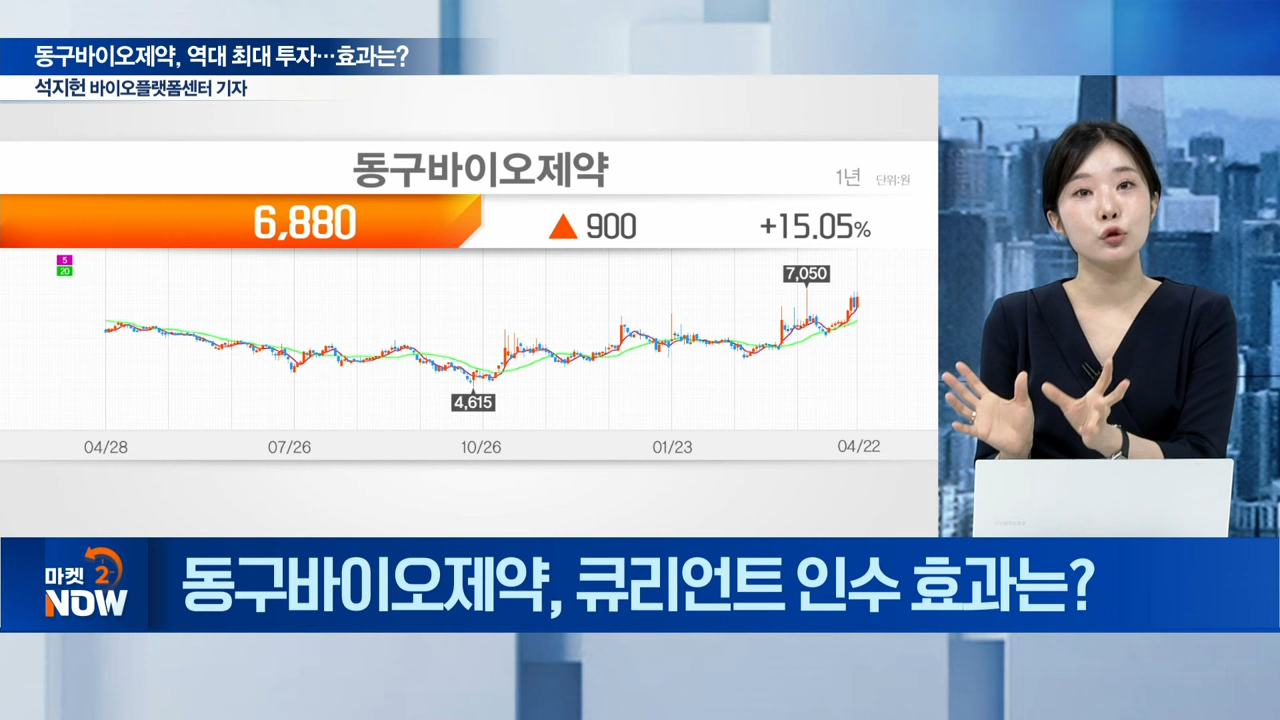 동구바이오제약, 역대 최대 투자…효과는?
석지헌 바이오플랫폼센터 기자
동구바이오제약
1년 단위:원
6,880 ▲ 900 +15.05%
5
20
7,050
4,615
04/28 07/26 10/26 01/23 04/22
마켓 2
NOW
동구바이오제약, 큐리언트 인수 효과는?